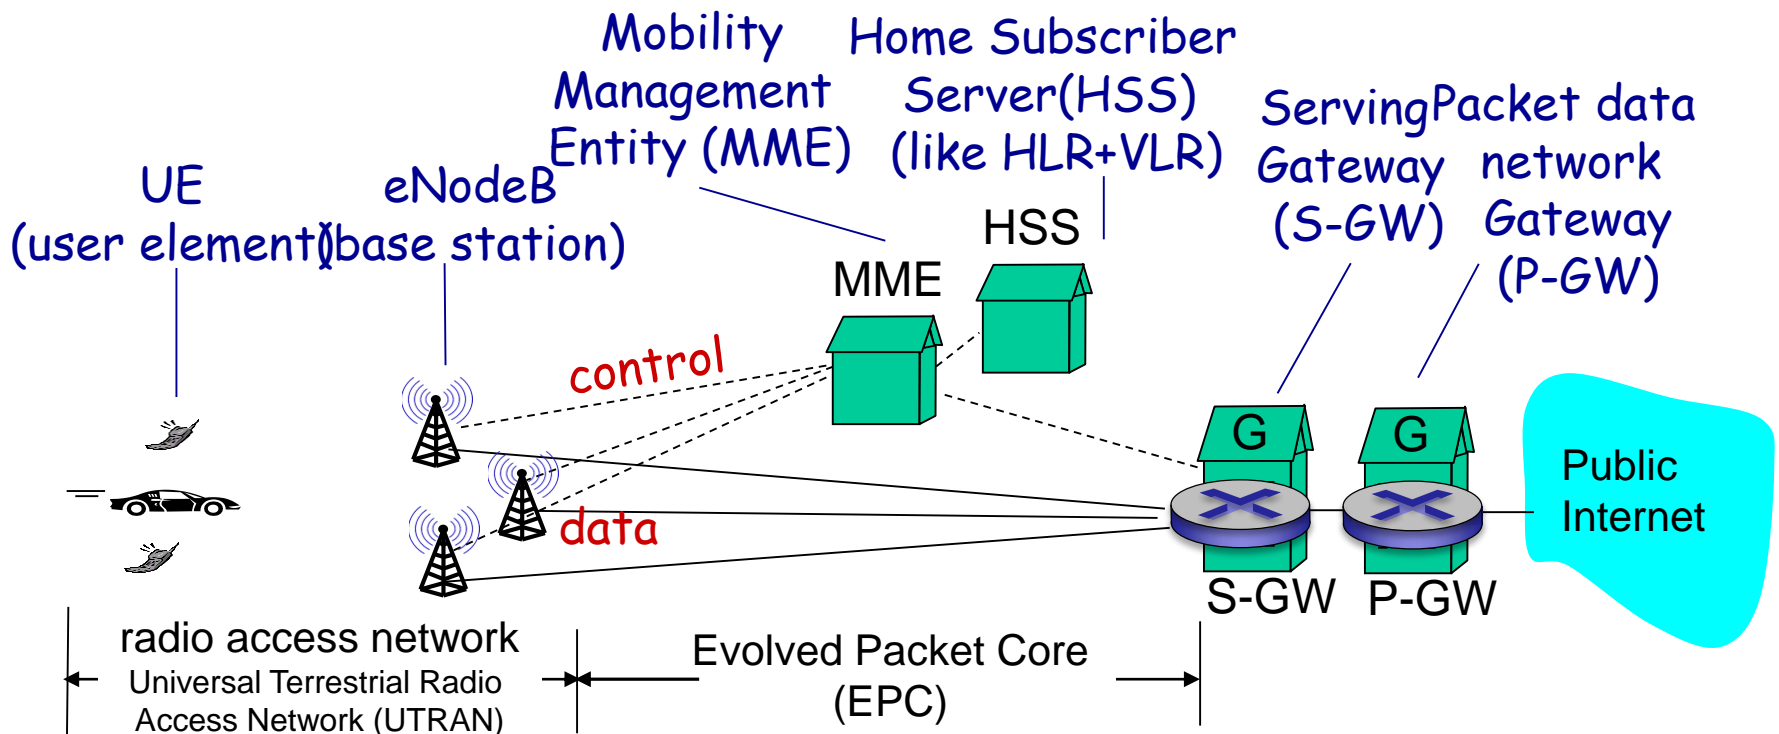 Mobility
Management
Entity (MME)
Home Subscriber
Server(HSS)
(like HLR+VLR)
Serving
Gateway
(S-GW)
Packet data
network
Gateway
(P-GW)
UE
(user element)
eNodeB
(base station)
HSS
MME
control
data
G
G
Public
Internet
S-GW
P-GW
radio access network
Universal Terrestrial Radio
Access Network (UTRAN)
Evolved Packet Core
(EPC)